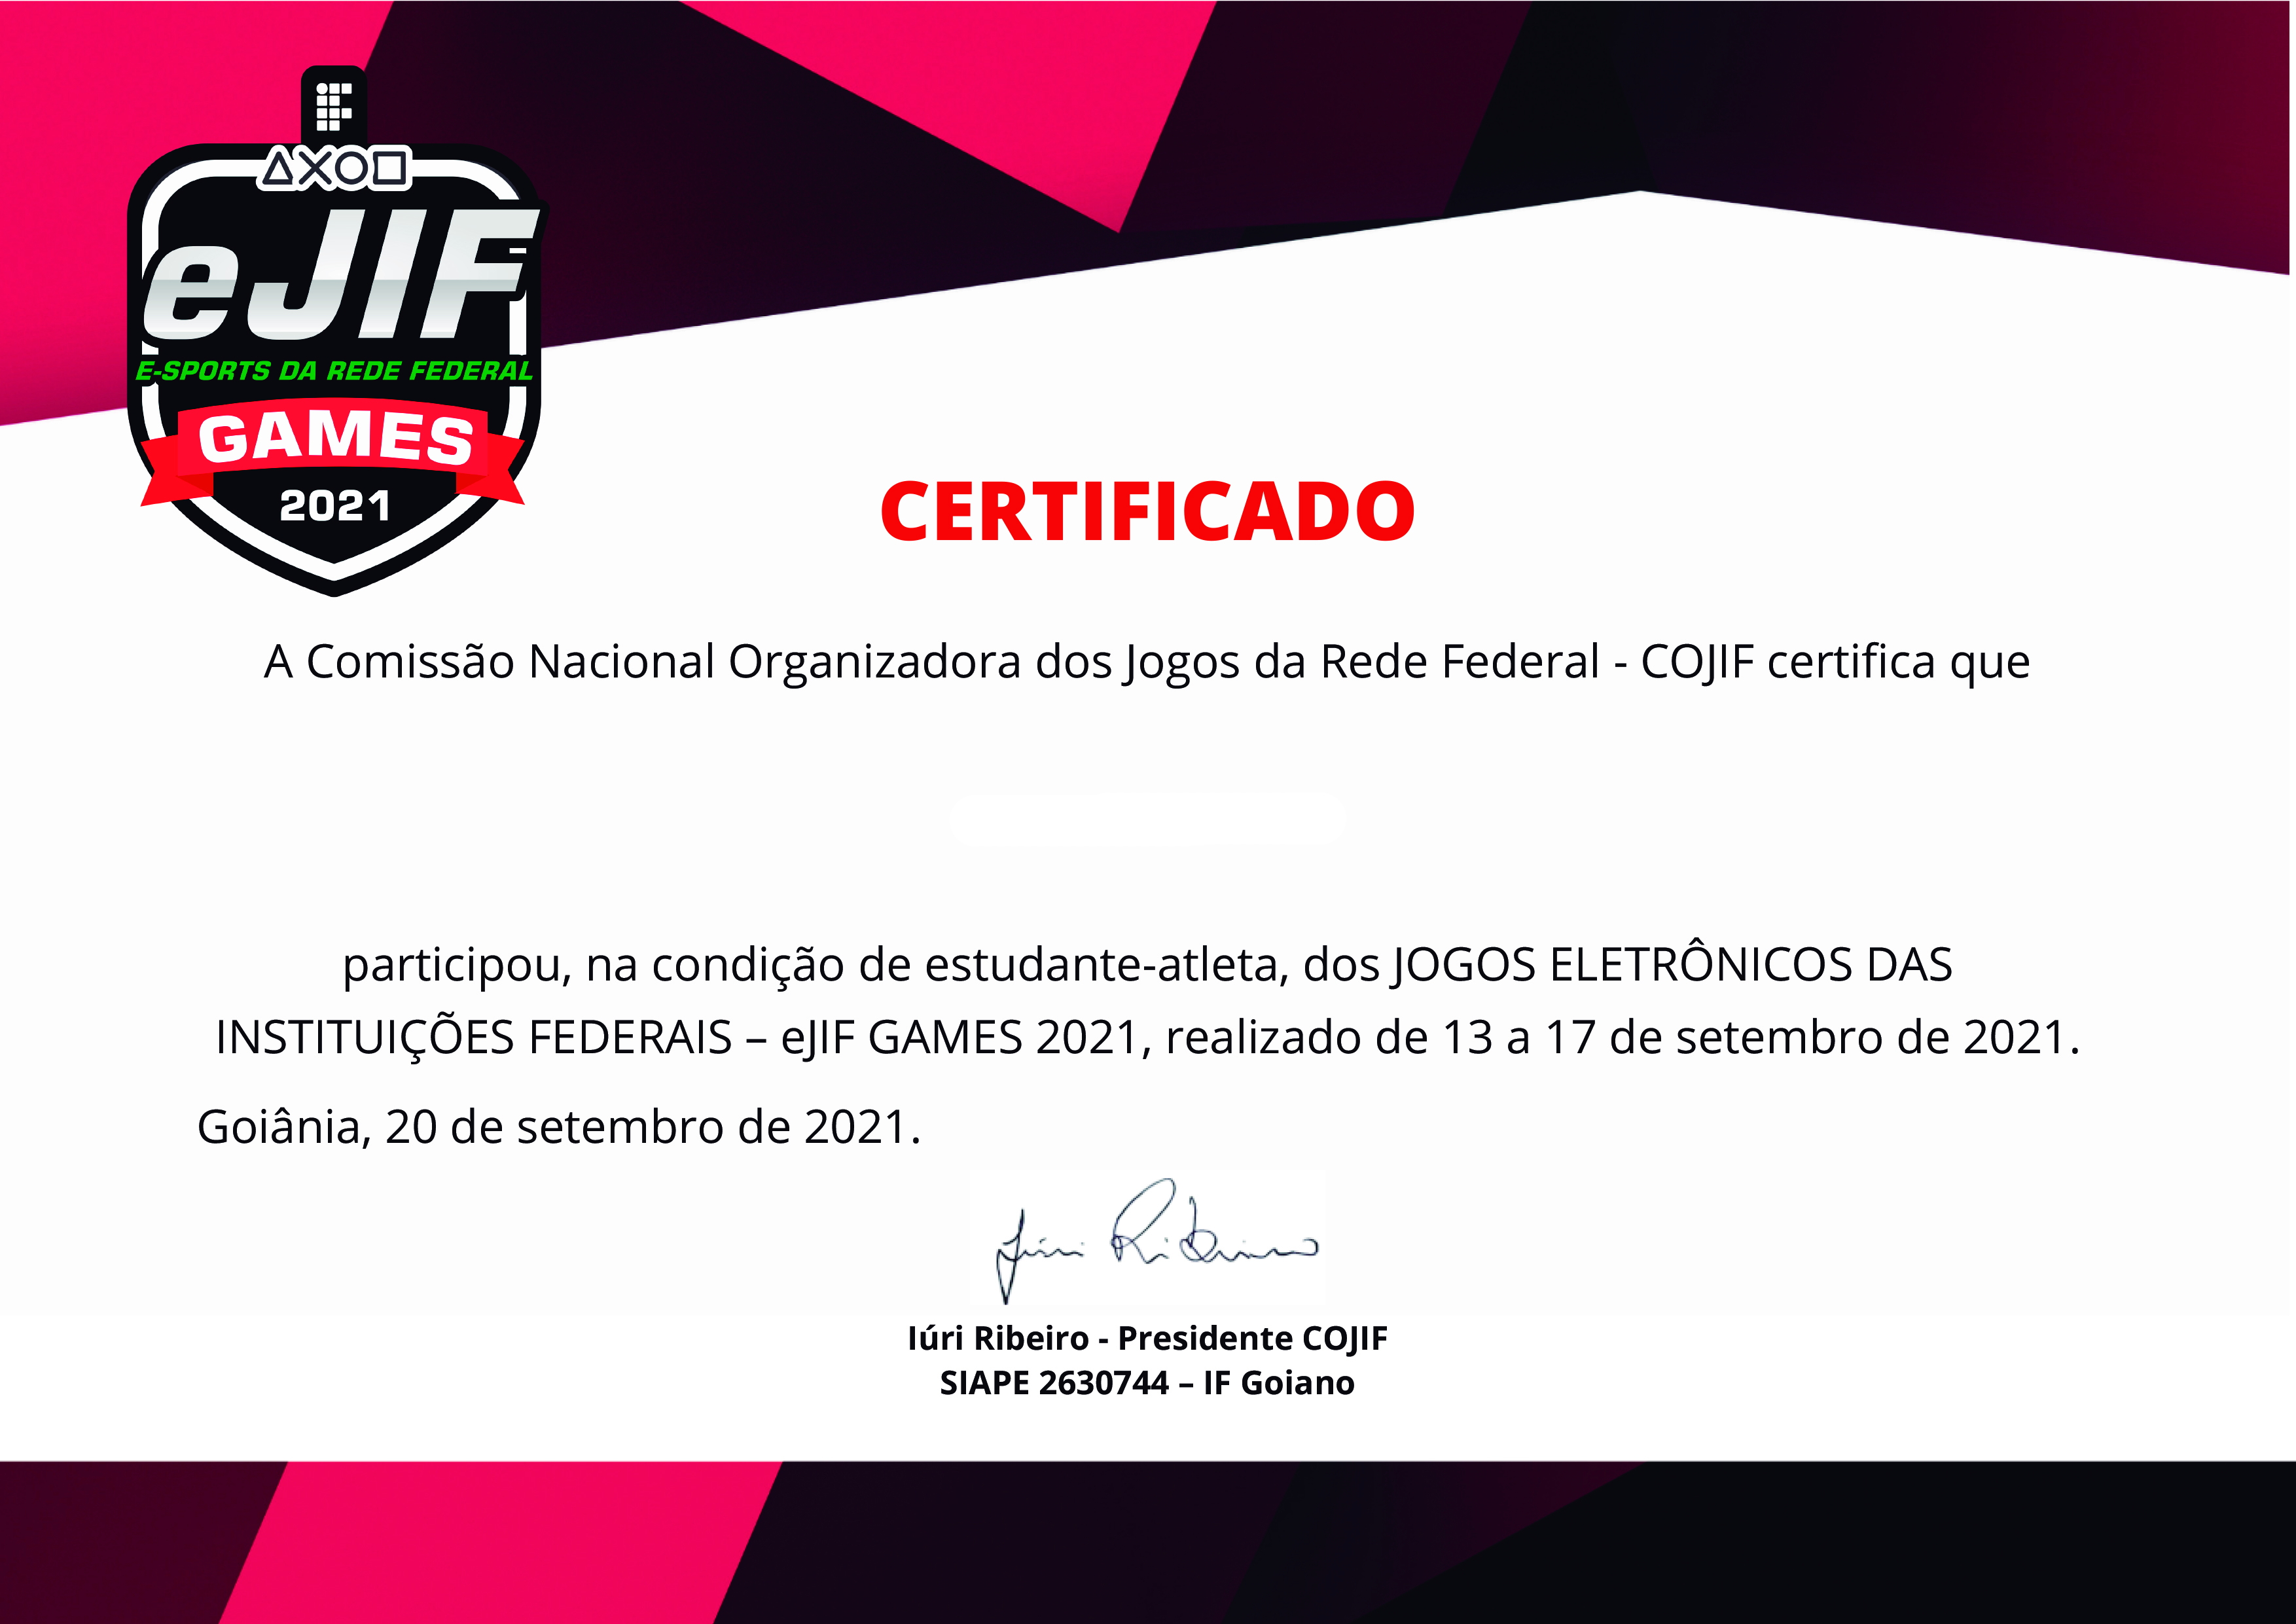 IF
eJIF
E-SPORTS DA REDE FEDERAL
GAMES
2021
CERTIFICADO
A Comissão Nacional Organizadora dos Jogos da Rede Federal - COJIF certifica que
participou, na condição de estudante-atleta, dos JOGOS ELETRÔNICOS DAS
INSTITUIÇÕES FEDERAIS – eJIF GAMES 2021, realizado de 13 a 17 de setembro de 2021.
Goiânia, 20 de setembro de 2021.
Iúri Ribeiro
Iúri Ribeiro - Presidente COJIF
SIAPE 2630744 – IF Goiano